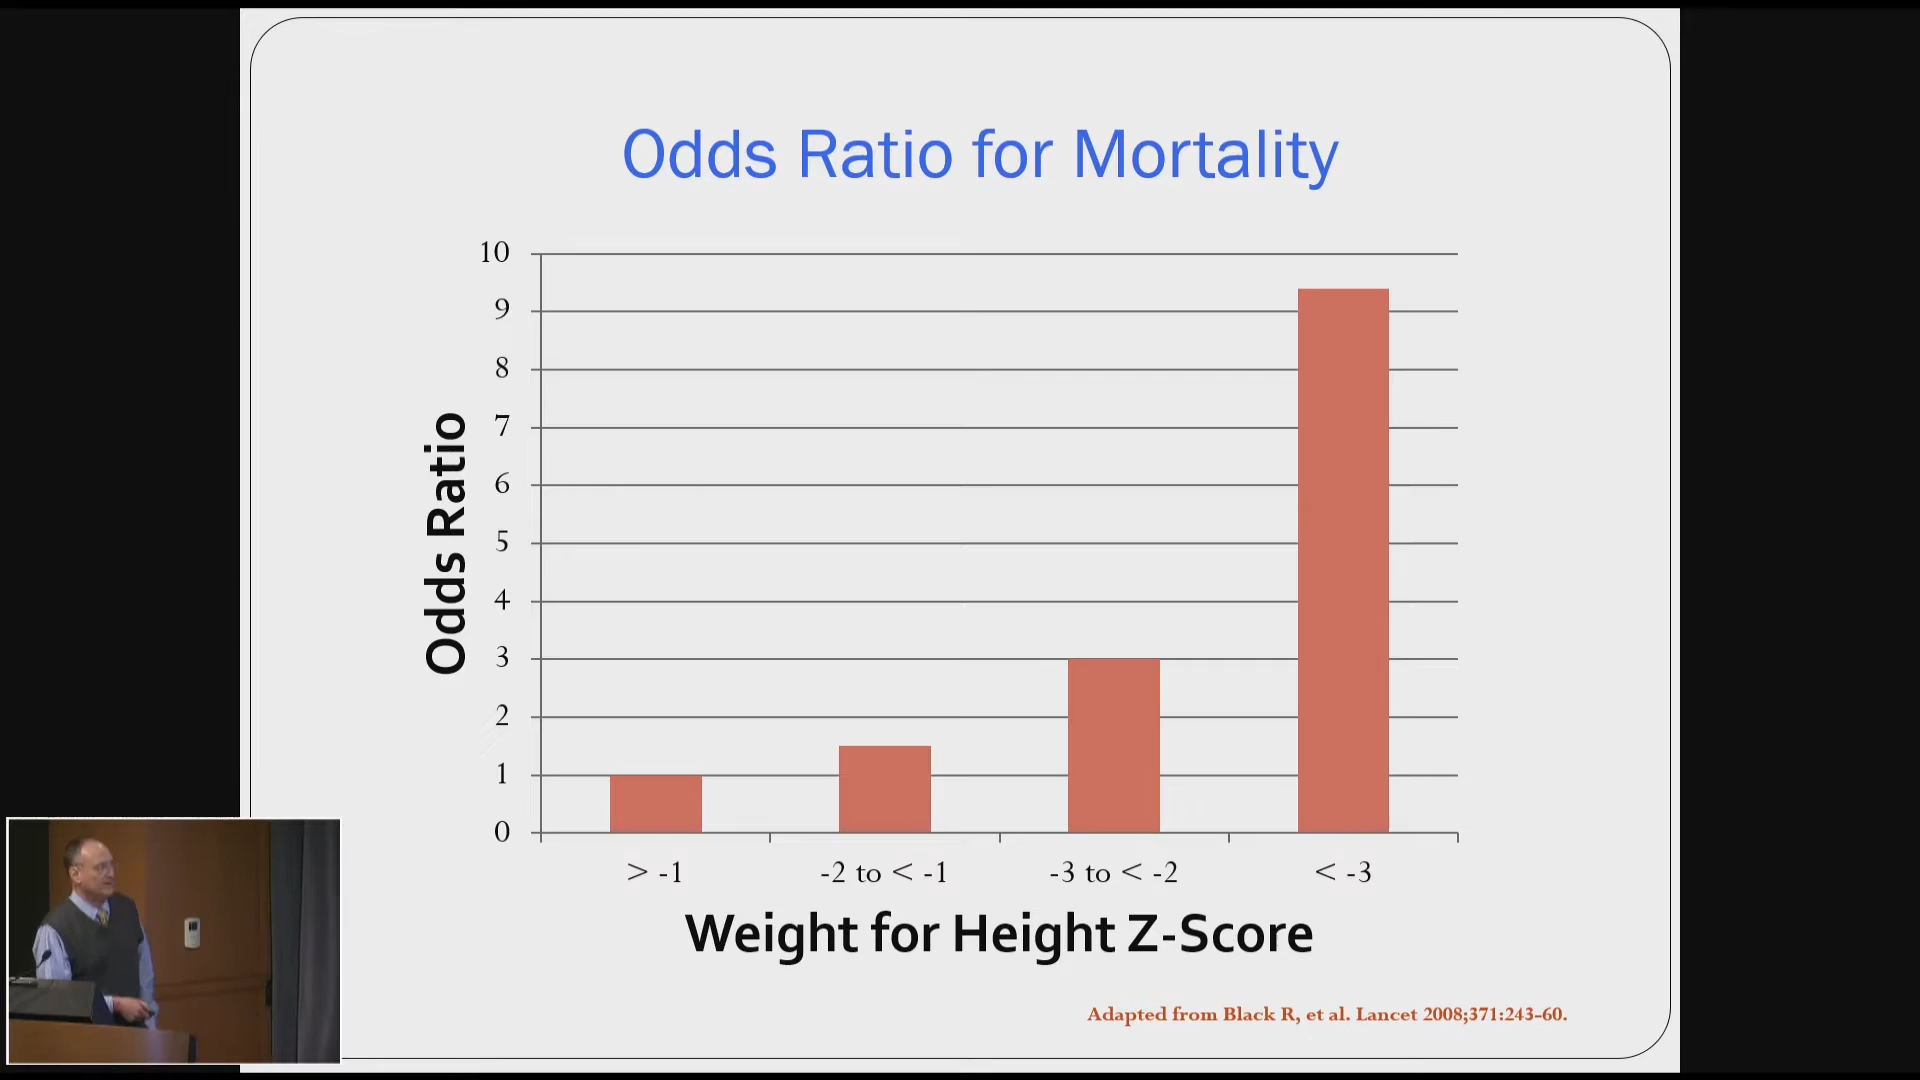 Odds Ratio for Mortality
10
9
8
7
6
5
4
3
2
1
0
Odds Ratio
> -1
-2 to < -1
-3 to < -2
< -3
Weight for Height Z-Score
Adapted from Black R, et al. Lancet 2008;371:243-60.